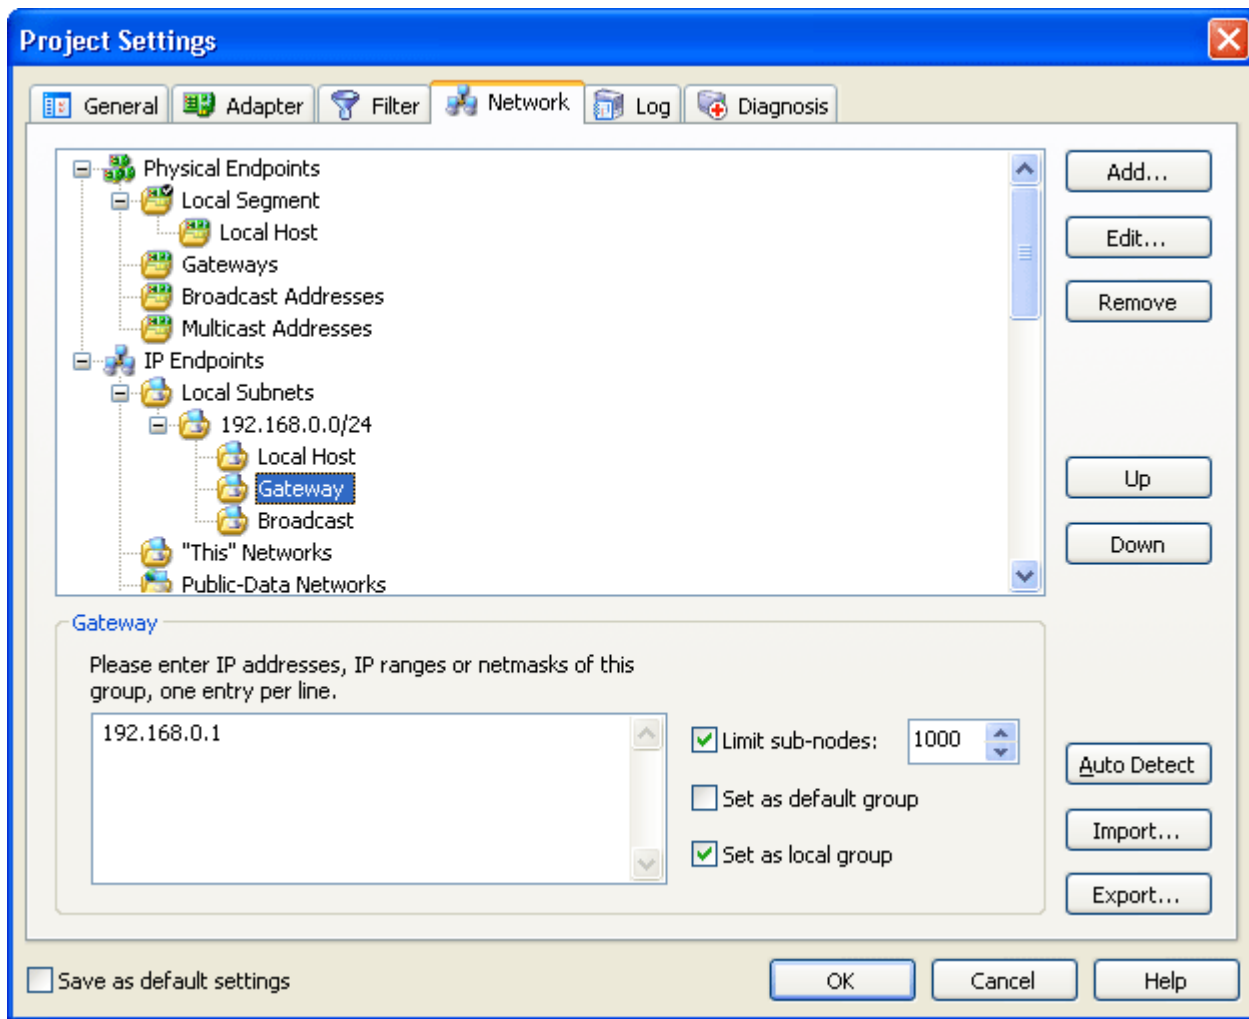 Project Settings
General Adapter Filter Network Log Diagnosis
Physical Endpoints
Local Segment
Local Host
Gateways
Broadcast Addresses
Multicast Addresses
IP Endpoints
Local Subnets
192.168.0.0/24
Local Host
Gateway
Broadcast
"This" Networks
Public-Data Networks
Add...
Edit...
Remove
Up
Down
Gateway
Please enter IP addresses, IP ranges or netmasks of this
group, one entry per line.
192.168.0.1
Limit sub-nodes: 1000
Set as default group
Set as local group
Auto Detect
Import...
Export...
Save as default settings
OK Cancel Help